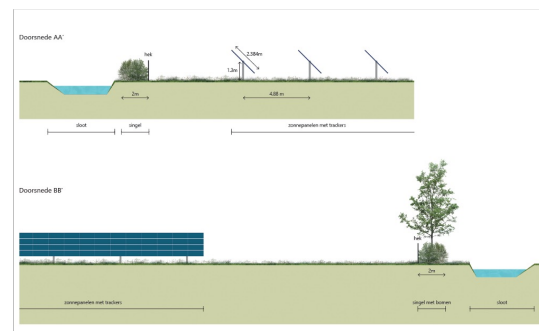 Doorsnede AA'
hek
2.384m
1.3m
2m
4.88 m
sloot
singel
zonnepanelen met trackers
Doorsnede BB'
hek
2m
zonnepanelen met trackers
singel met bomen
sloot